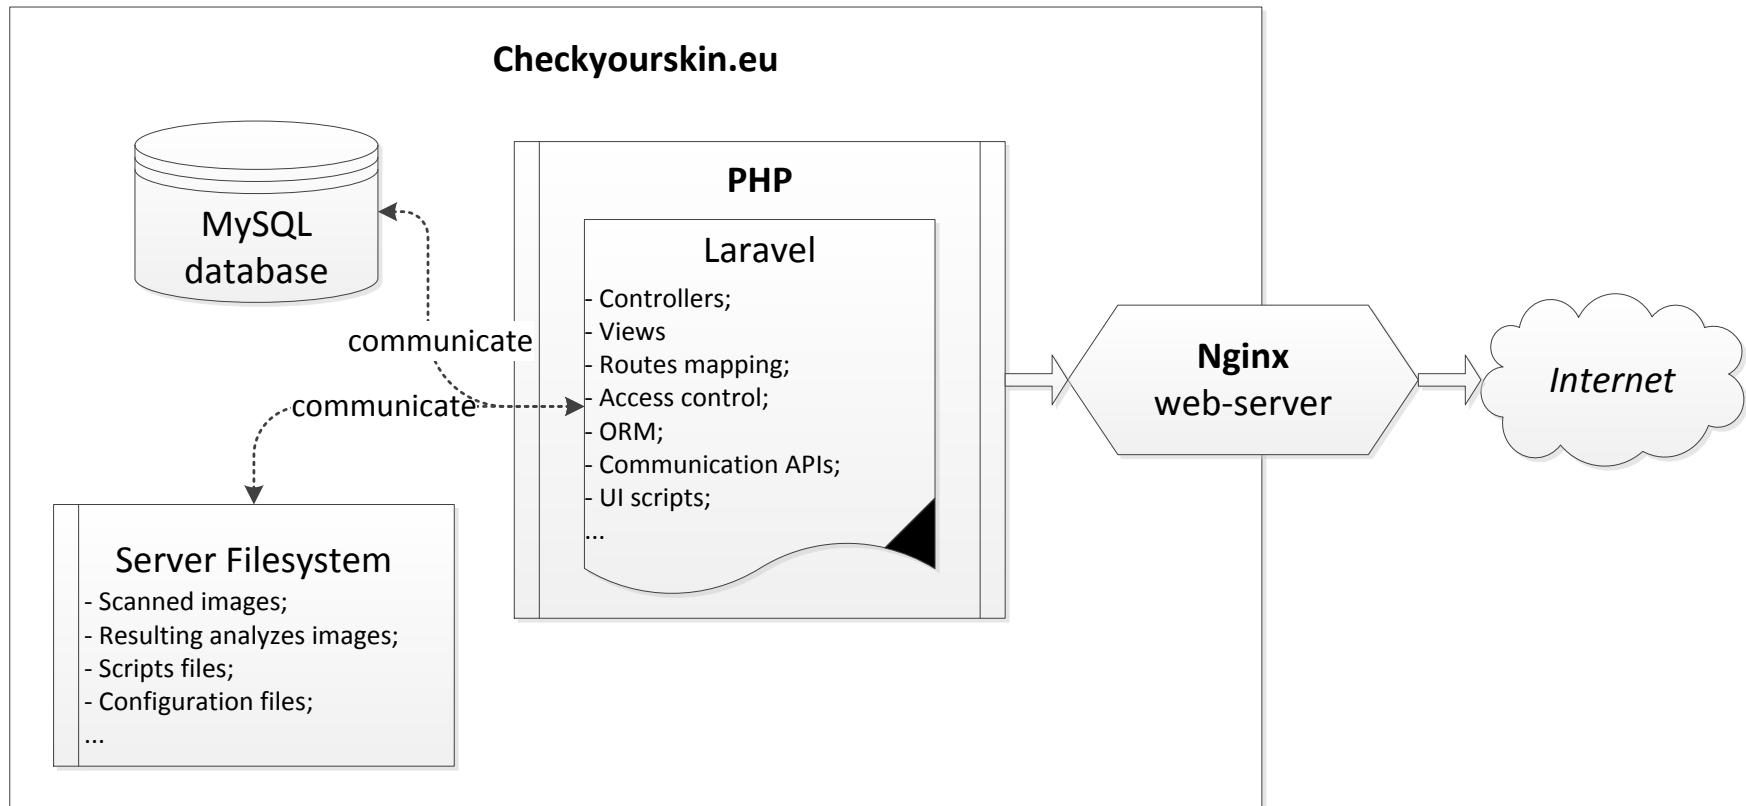 Checkyourskin.eu
MySQL
database
communicate
communicate
Server Filesystem
- Scanned images;
- Resulting analyzes images;
- Scripts files;
- Configuration files;
...
PHP
Laravel
- Controllers;
- Views
- Routes mapping;
- Access control;
- ORM;
- Communication APIs;
- UI scripts;
...
Nginx
web-server
Internet